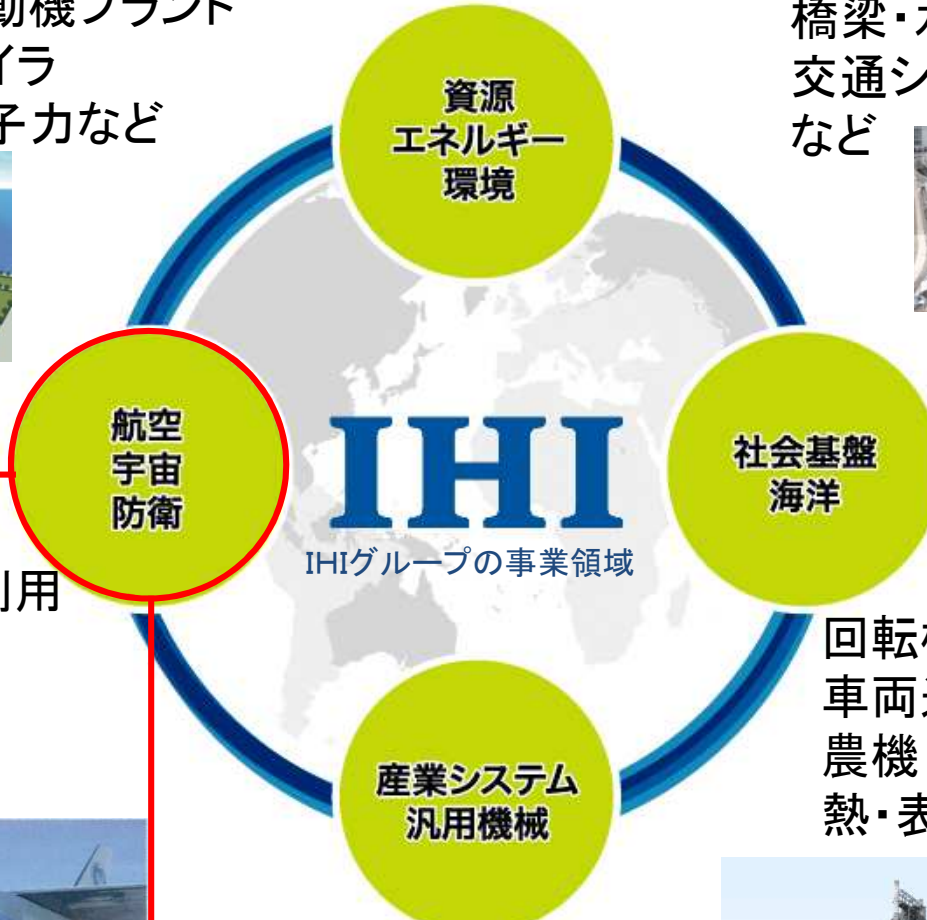 動機プラント
イラ
子力など
橋梁・
交通シ
など
資源
エネルギー
環境
航空
宇宙
防衛
IHI
IHIグループの事業領域
社会基盤
海洋
利用
回転
車両
農機
熱・表
産業システム
汎用機械